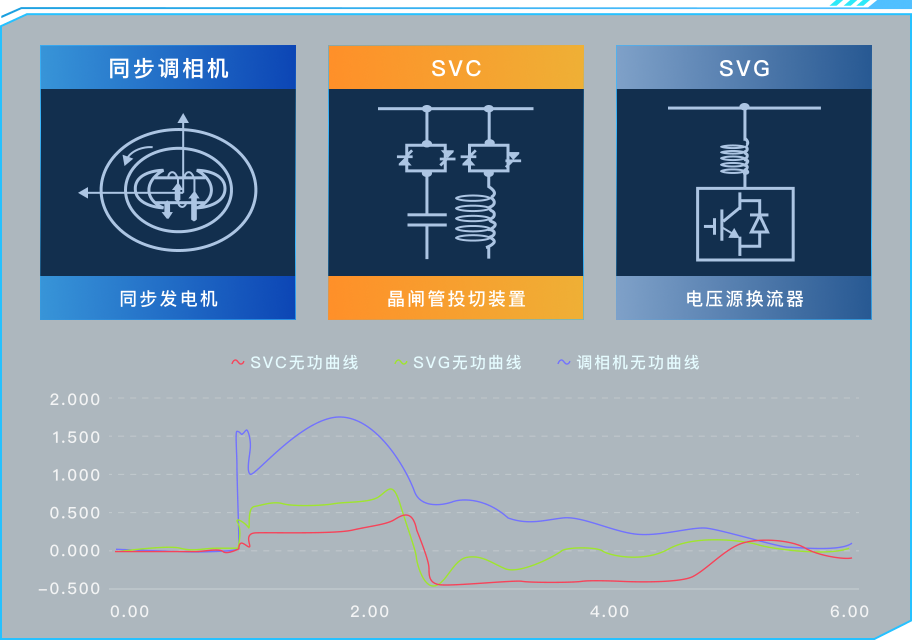 同步调相机
SVC
SVG
同步发电机
晶闸管投切装置
电压源换流器
SVC无功曲线
SVG无功曲线
调相机无功曲线
2.000
1.500
1.000
0.500
0.000
-0.500
0.00
2.00
4.00
6.00